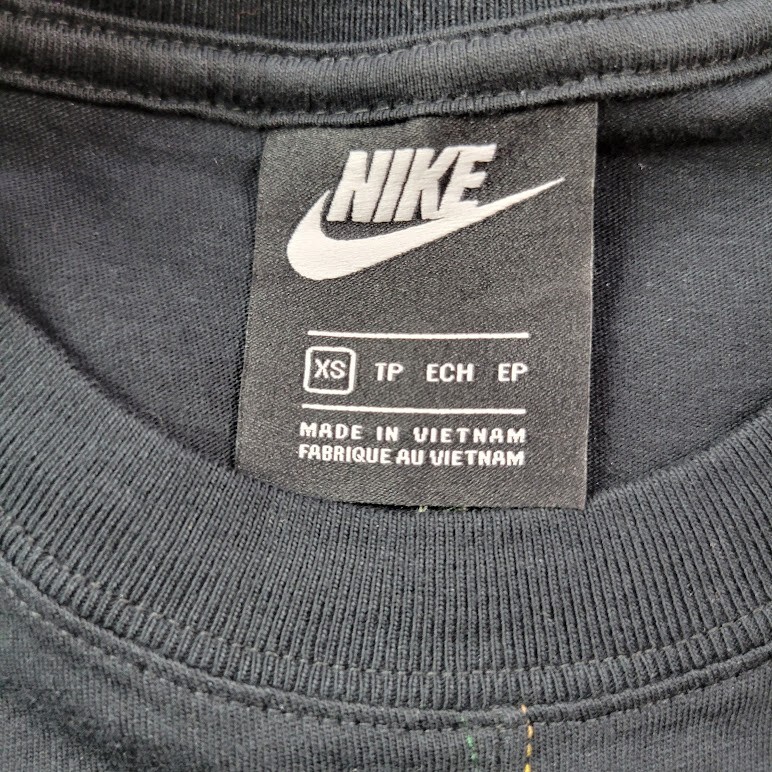 NIKE
XS TP ECH EP
MADE IN VIETNAM
FABRIQUE AU VIETNAM